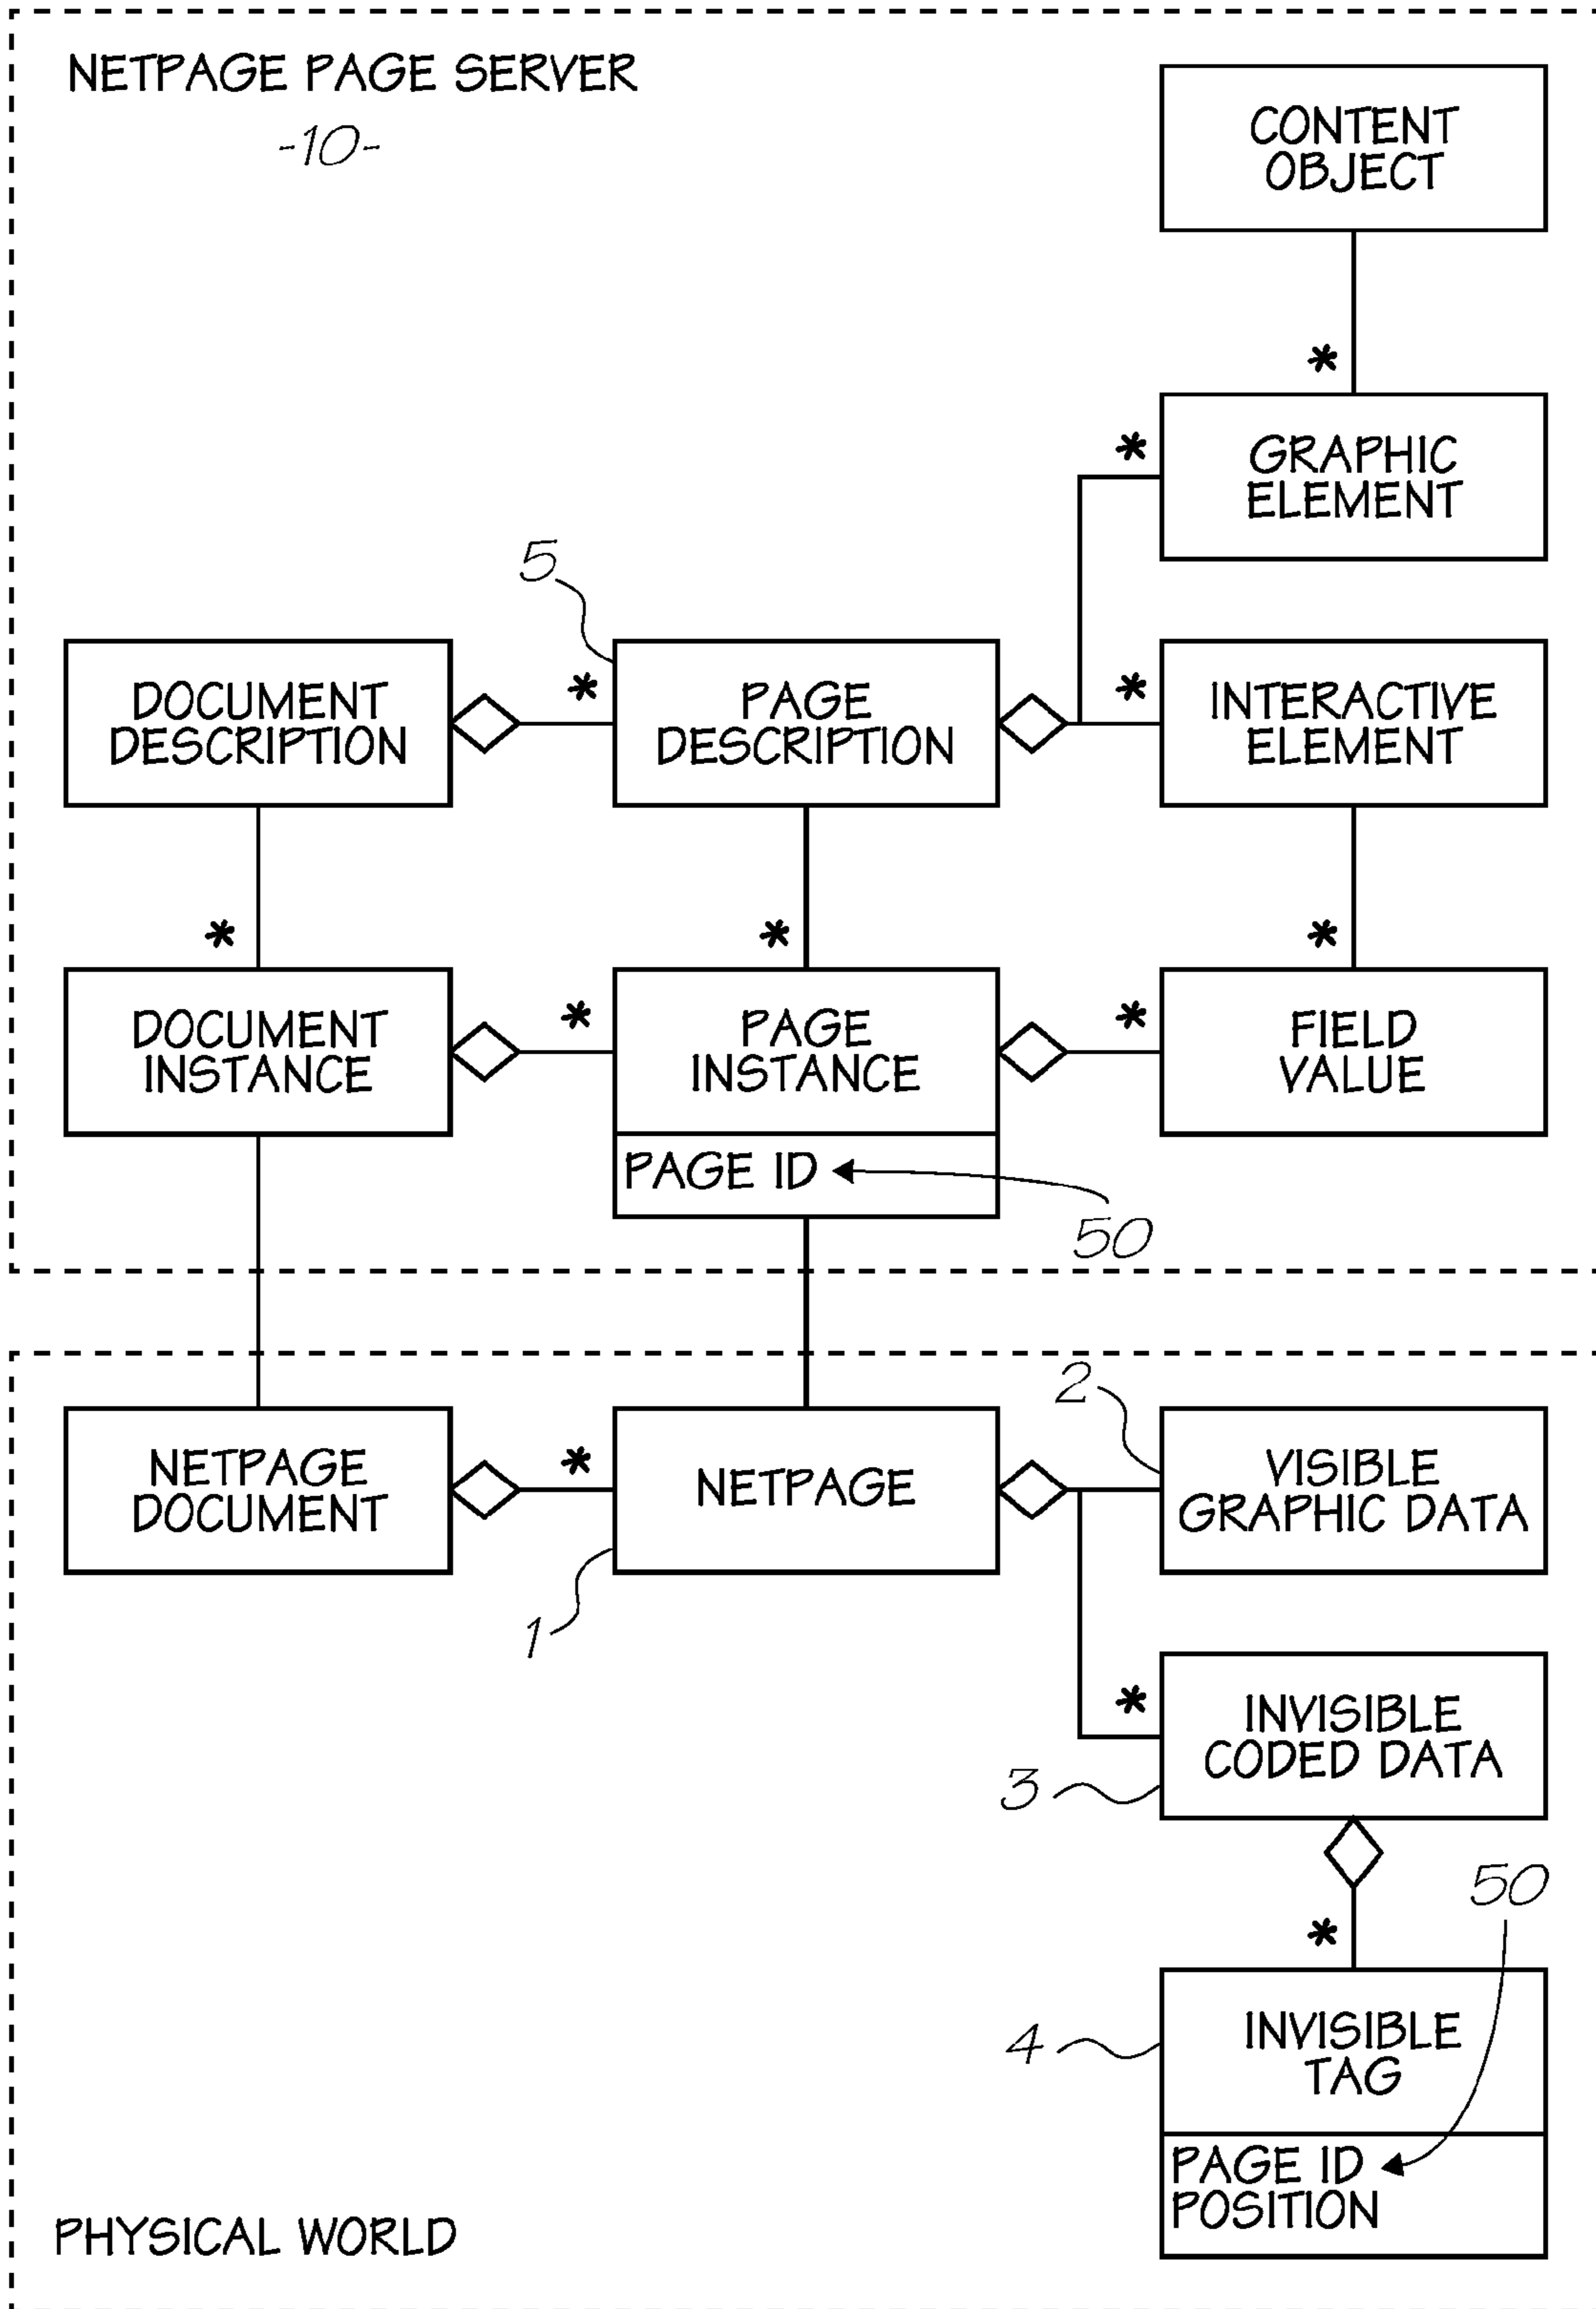 NETPAGE PAGE SERVER
-10-
CONTENT
OBJECT
*
*
GRAPHIC
ELEMENT
5
DOCUMENT
DESCRIPTION
*
PAGE
DESCRIPTION
*
INTERACTIVE
ELEMENT
*
*
*
DOCUMENT
INSTANCE
*
PAGE
INSTANCE
*
FIELD
VALUE
PAGE ID
50
2
NETPAGE
DOCUMENT
*
NETPAGE
VISIBLE
GRAPHIC DATA
1
*
INVISIBLE
CODED DATA
3
50
*
4
INVISIBLE
TAG
PAGE ID
POSITION
PHYSICAL WORLD